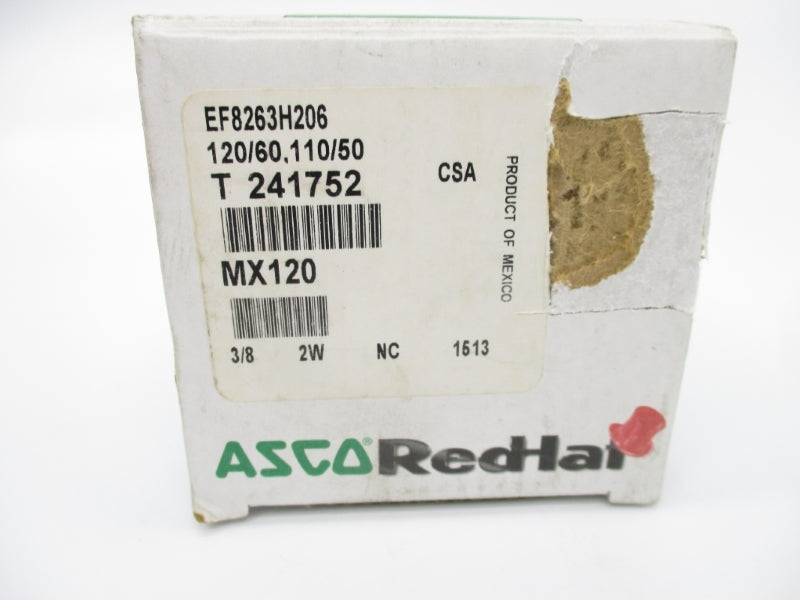 EF8263H206
120/60,110/50
T 241752
CSA
PRODUCT OF MEXICO
MX120
3/8 2W NC 1513
ASCO® RedHat